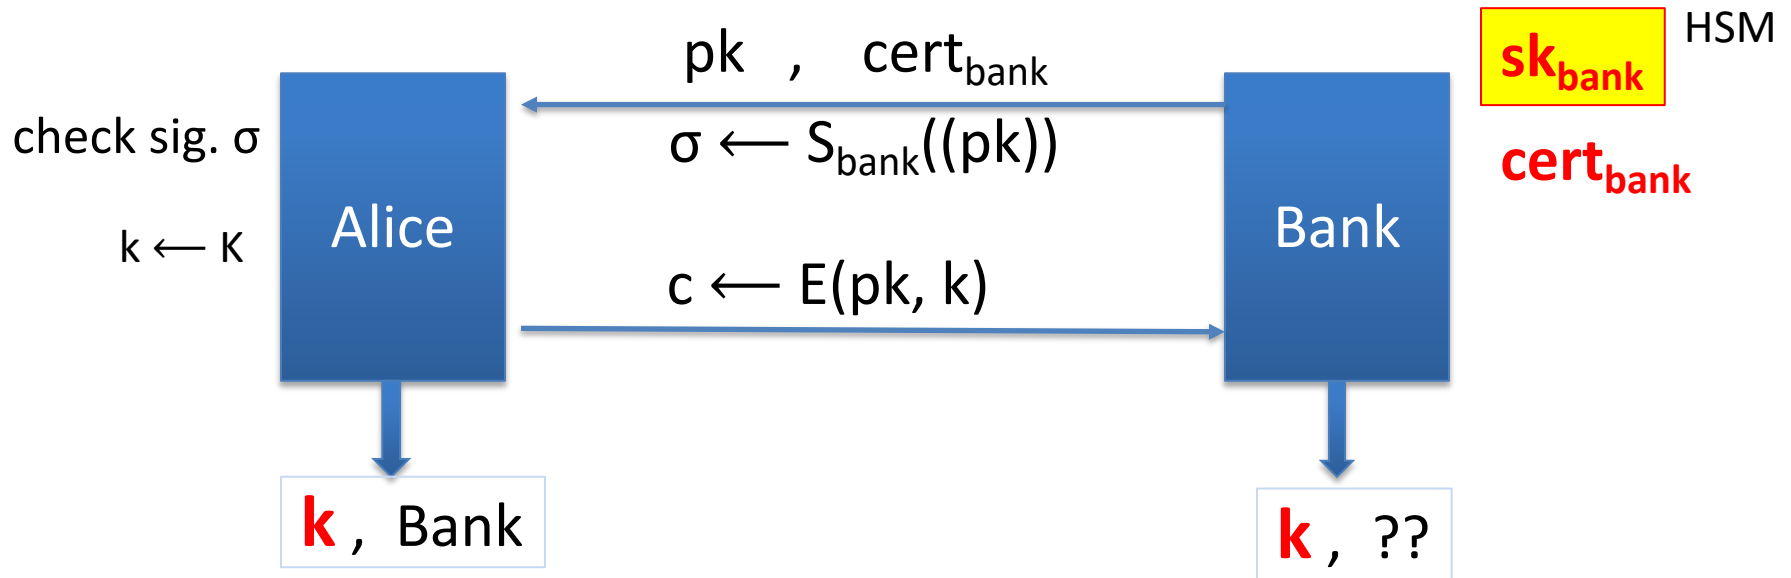 HSM
pk , cert_bank
sk_bank
check sig. σ
σ ⟵ S_bank((pk))
cert_bank
Alice
Bank
k ⟵ K
c ⟵ E(pk, k)
k , Bank
k , ??